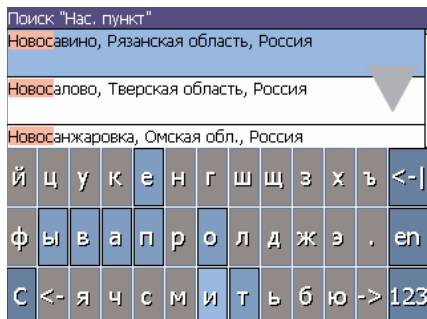 Поиск "Нас. пункт"
Новосавино, Рязанская область, Россия
Новосалово, Тверская область, Россия
Новосанжаровка, Омская обл., Россия
й ц у к е н г ш щ з х ъ <-|
ф ы в а п р о л д ж э . en
C <- я ч с м и т ь б ю -> 123